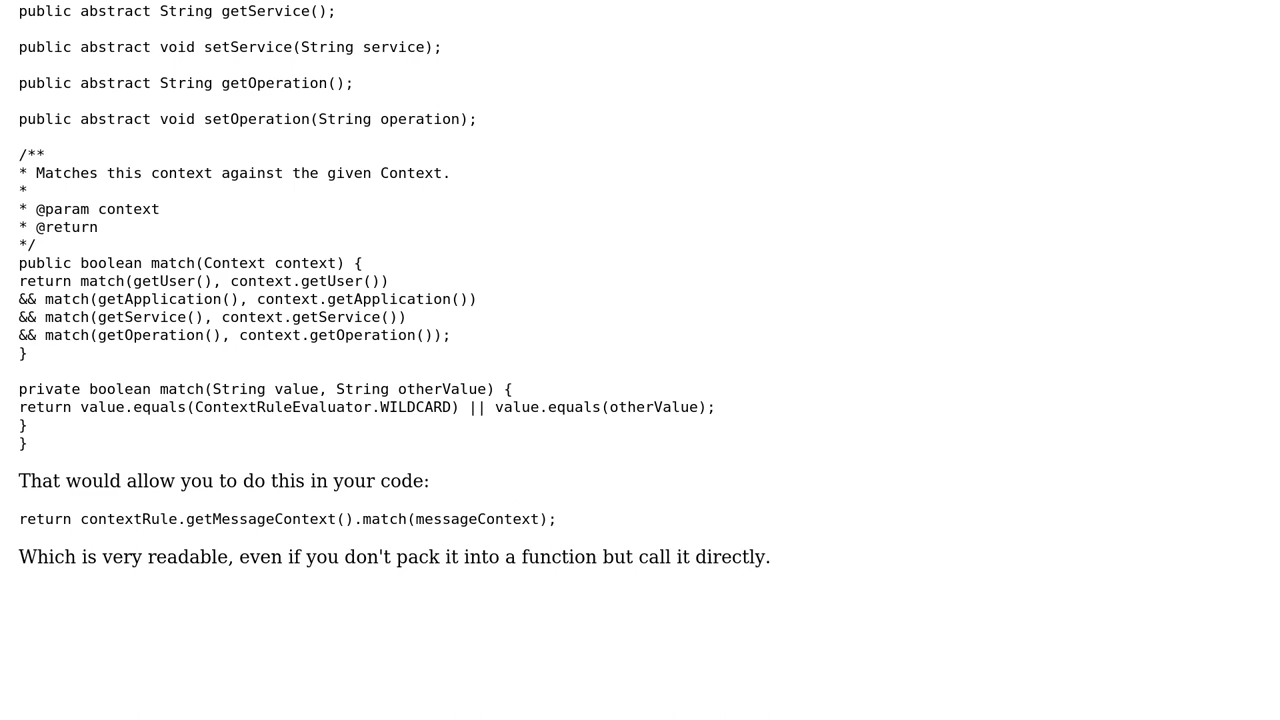 public abstract String getService();
public abstract void setService(String service);
public abstract String getOperation();
public abstract void setOperation(String operation);
/**
* Matches this context against the given Context.
*
* @param context
* @return
*/
public boolean match(Context context) {
return match(getUser(), context.getUser())
&& match(getApplication(), context.getApplication())
&& match(getService(), context.getService())
&& match(getOperation(), context.getOperation());
}
private boolean match(String value, String otherValue) {
return value.equals(ContextRuleEvaluator.WILDCARD) || value.equals(otherValue);
}
}
That would allow you to do this in your code:
return contextRule.getMessageContext().match(messageContext);
Which is very readable, even if you don't pack it into a function but call it directly.